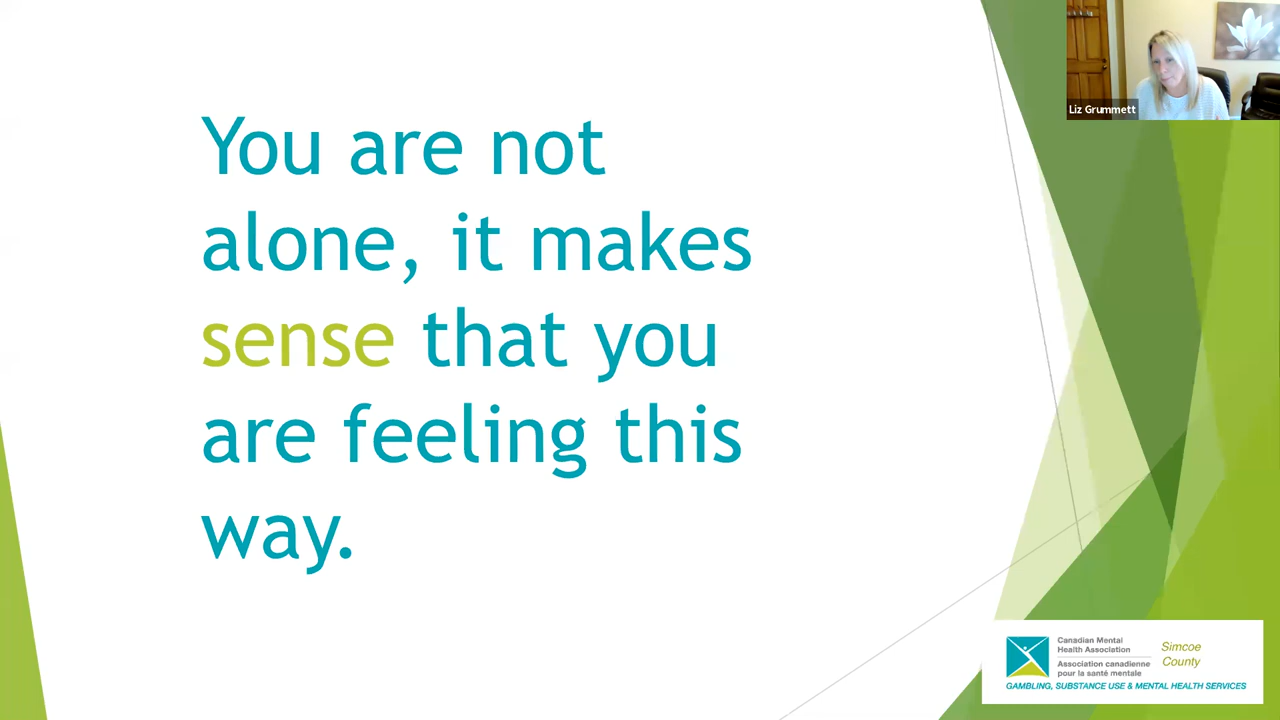 Liz Grummett
You are not
alone, it makes
sense that you
are feeling this
way.
Canadian Mental
Health Association
Association canadienne
pour la santé mentale
Simcoe
County
GAMBLING, SUBSTANCE USE & MENTAL HEALTH SERVICES